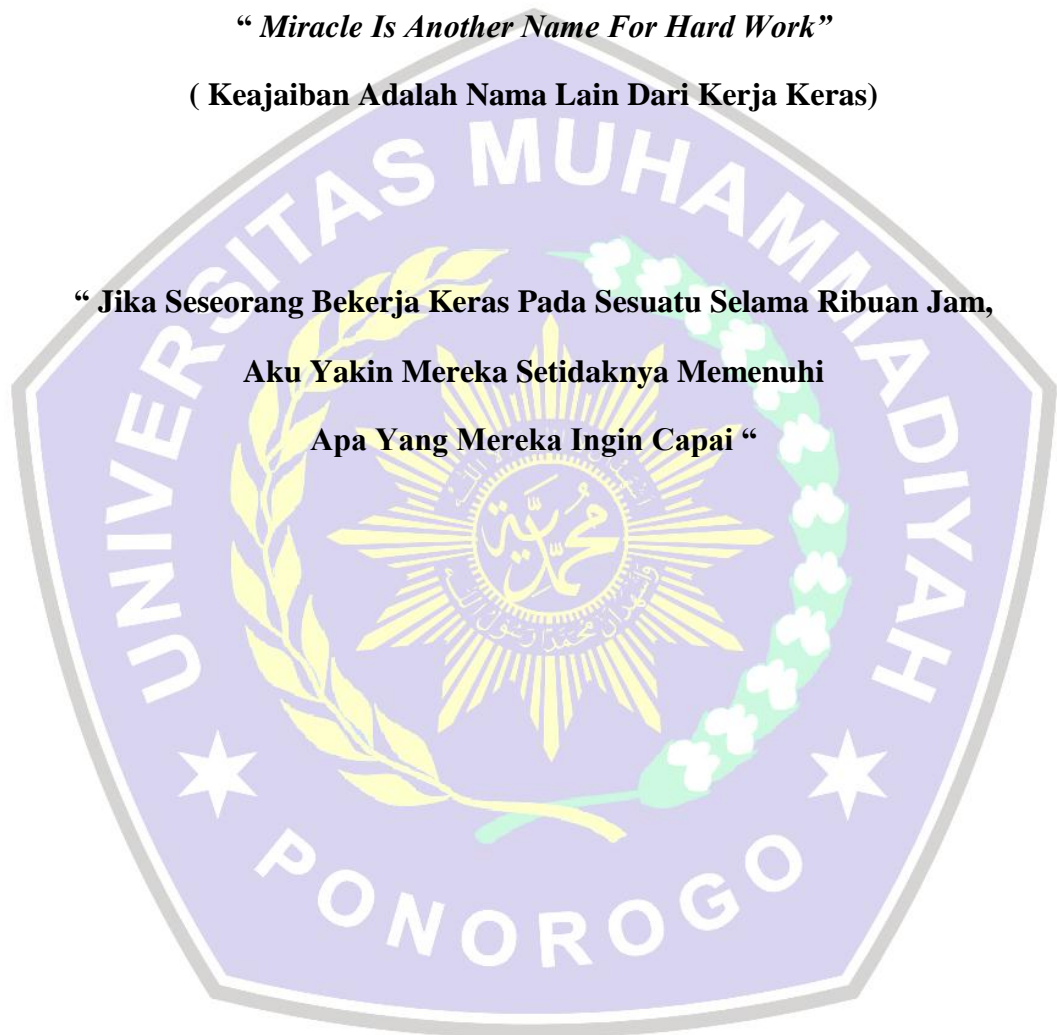 “ Miracle Is Another Name For Hard Work”
( Keajaiban Adalah Nama Lain Dari Kerja Keras)
UNIVERSITAS MUHAMMADIYAH
“ Jika Seseorang Bekerja Keras Pada Sesuatu Selama Ribuan Jam,
Aku Yakin Mereka Setidaknya Memenuhi
Apa Yang Mereka Ingin Capai “
محمدية
PONOROGO